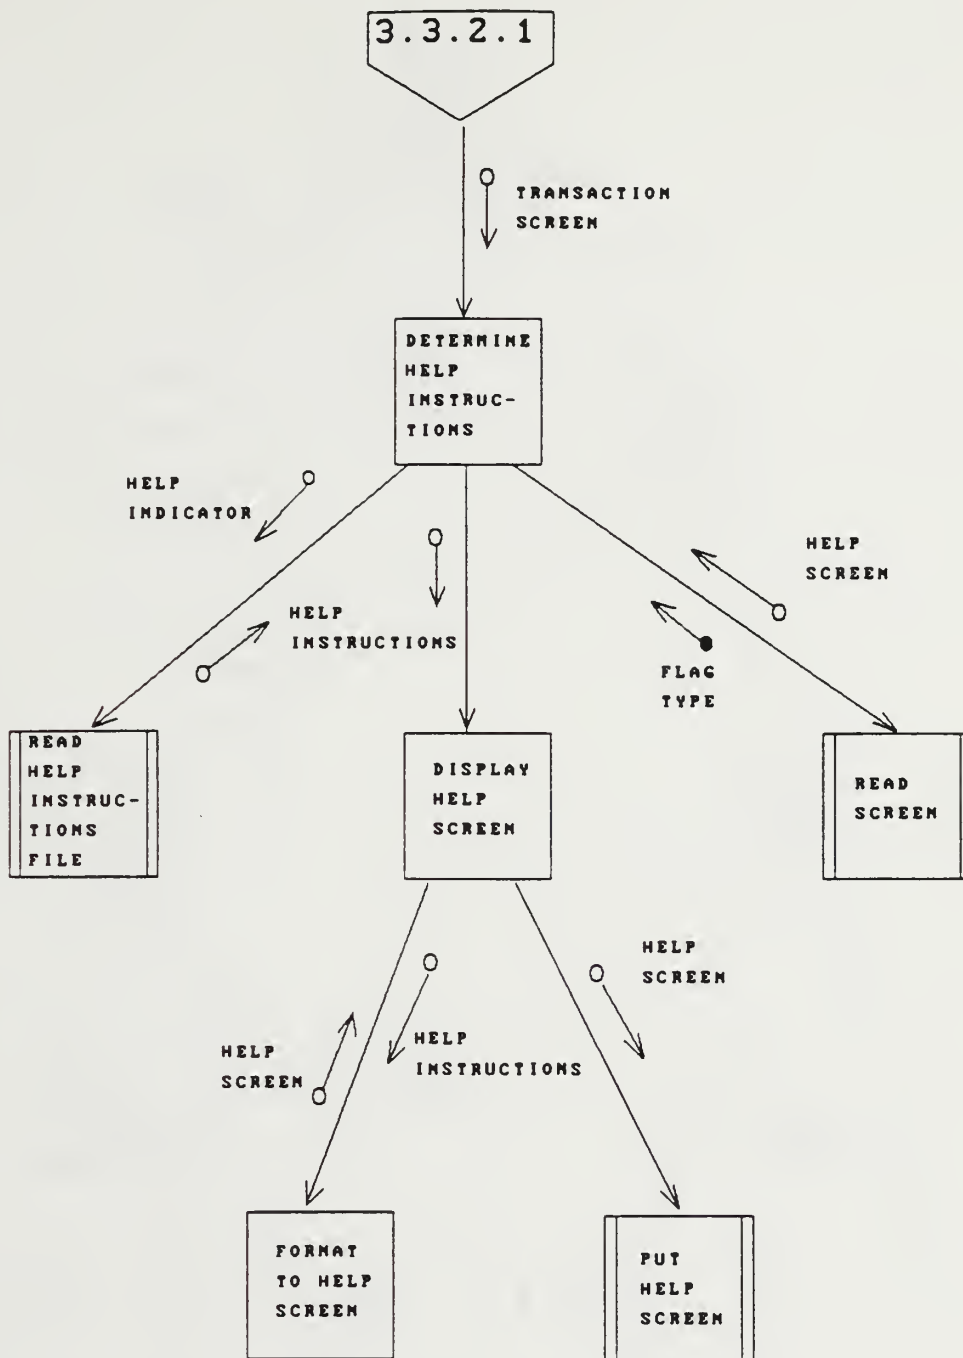 3.3.2.1
TRANSACTION
SCREEN
DETERMINE
HELP
INSTRUC-
TIONS
HELP
INDICATOR
HELP
SCREEN
HELP
INSTRUCTIONS
FLAG
TYPE
READ
HELP
INSTRUC-
TIONS
FILE
DISPLAY
HELP
SCREEN
READ
SCREEN
HELP
SCREEN
HELP
SCREEN
HELP
INSTRUCTIONS
FORMAT
TO HELP
SCREEN
PUT
HELP
SCREEN